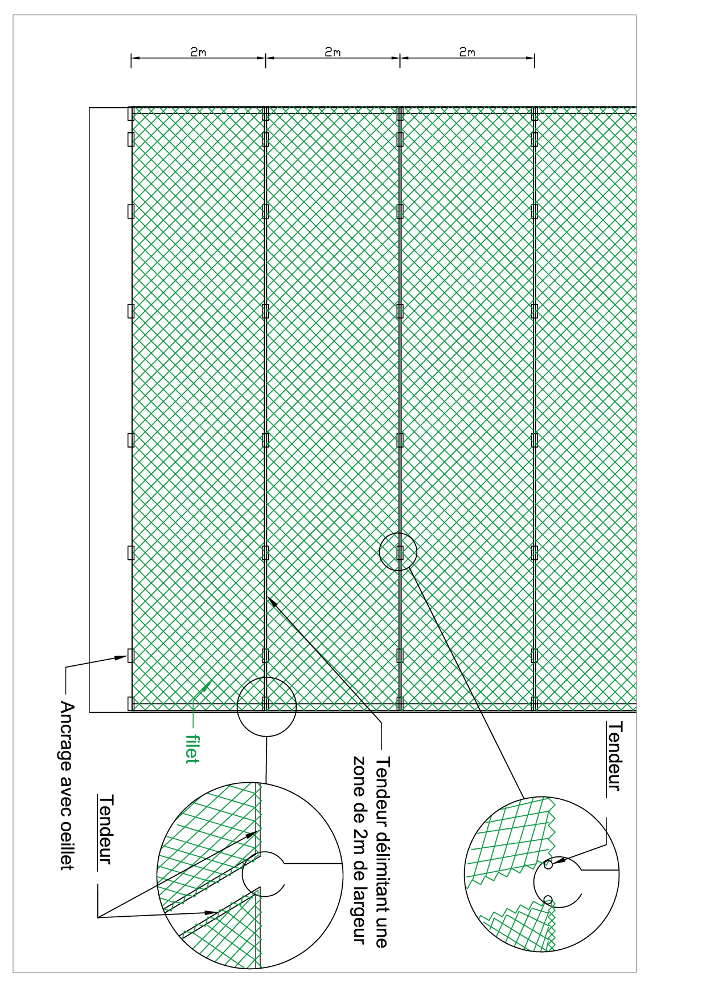 2m
2m
2m
Tendeur
Tendeur délimitant une
zone de 2m de largeur
filet
Tendeur
Ancrage avec oeillet